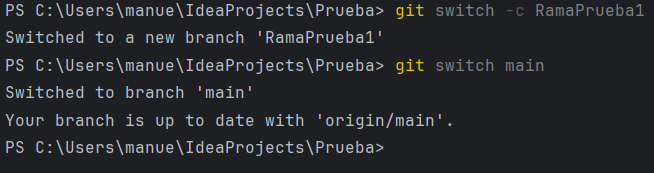 PS C:\Users\manue\IdeaProjects\Prueba> git switch -c RamaPrueba1
Switched to a new branch 'RamaPrueba1'
PS C:\Users\manue\IdeaProjects\Prueba> git switch main
Switched to branch 'main'
Your branch is up to date with 'origin/main'.
PS C:\Users\manue\IdeaProjects\Prueba>